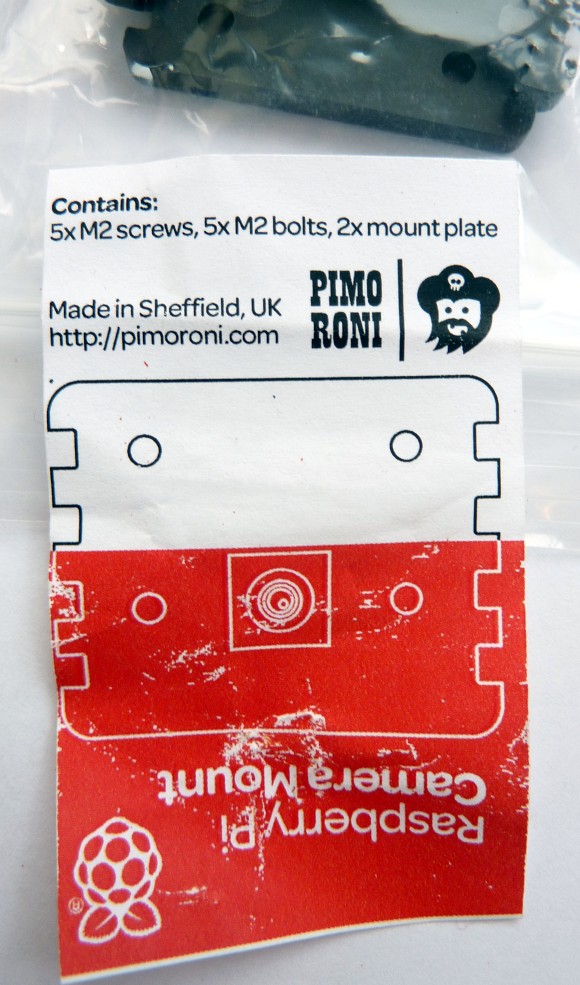 Contains:
5x M2 screws, 5x M2 bolts, 2x mount plate
Made in Sheffield, UK
http://pimoroni.com
PIMO
RONI
Raspberry Pi
Camera Mount
®